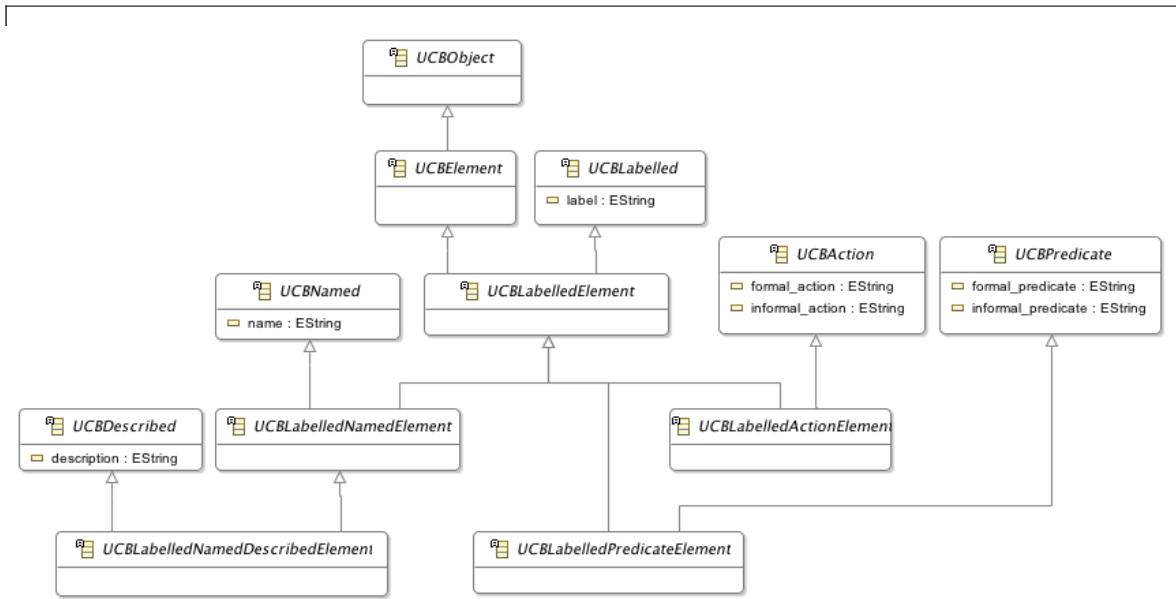 UCBObject
UCBElement
UCBLabelled
label : EString
UCBAction
formal_action : EString
informal_action : EString
UCBPredicate
formal_predicate : EString
informal_predicate : EString
UCBNamed
name : EString
UCBLabelledElement
UCBDescribed
description : EString
UCBLabelledNamedElement
UCBLabelledActionElement
UCBLabelledNamedDescribedElement
UCBLabelledPredicateElement